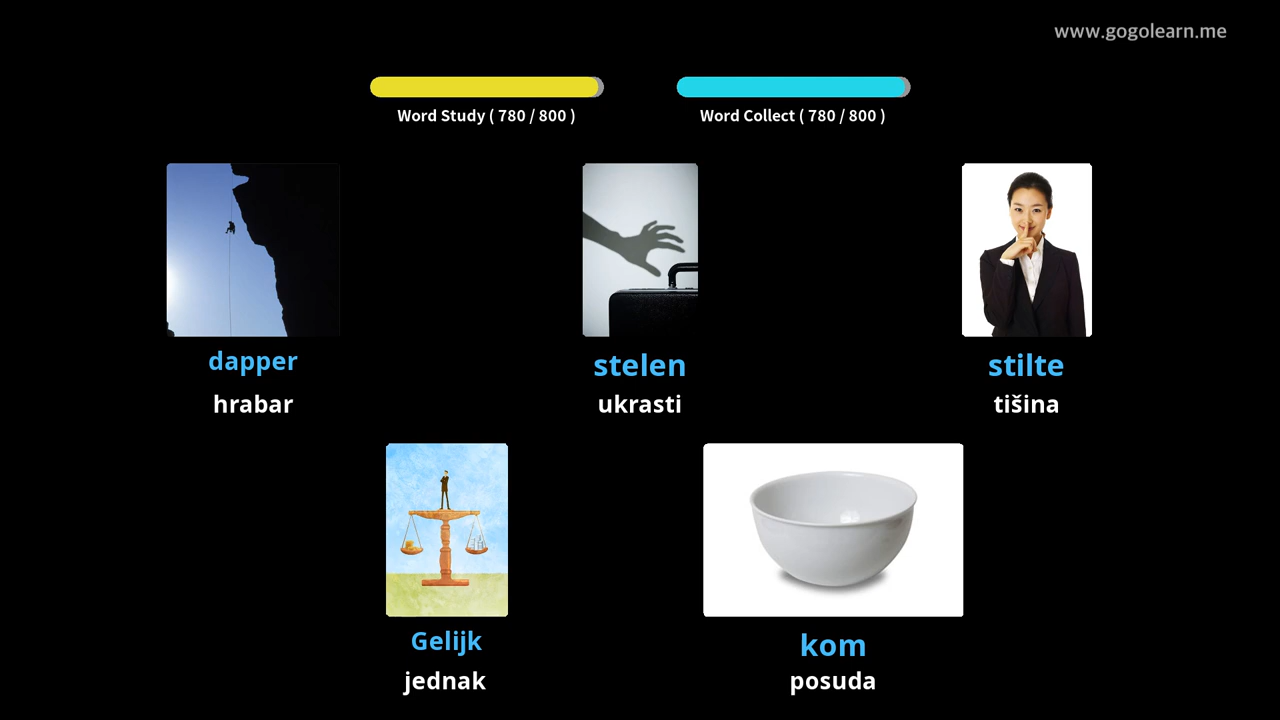 www.gogolearn.me
Word Study ( 780 / 800 )
Word Collect ( 780 / 800 )
dapper
hrabar
stelen
ukrasti
stilte
tišina
Gelijk
jednak
kom
posuda